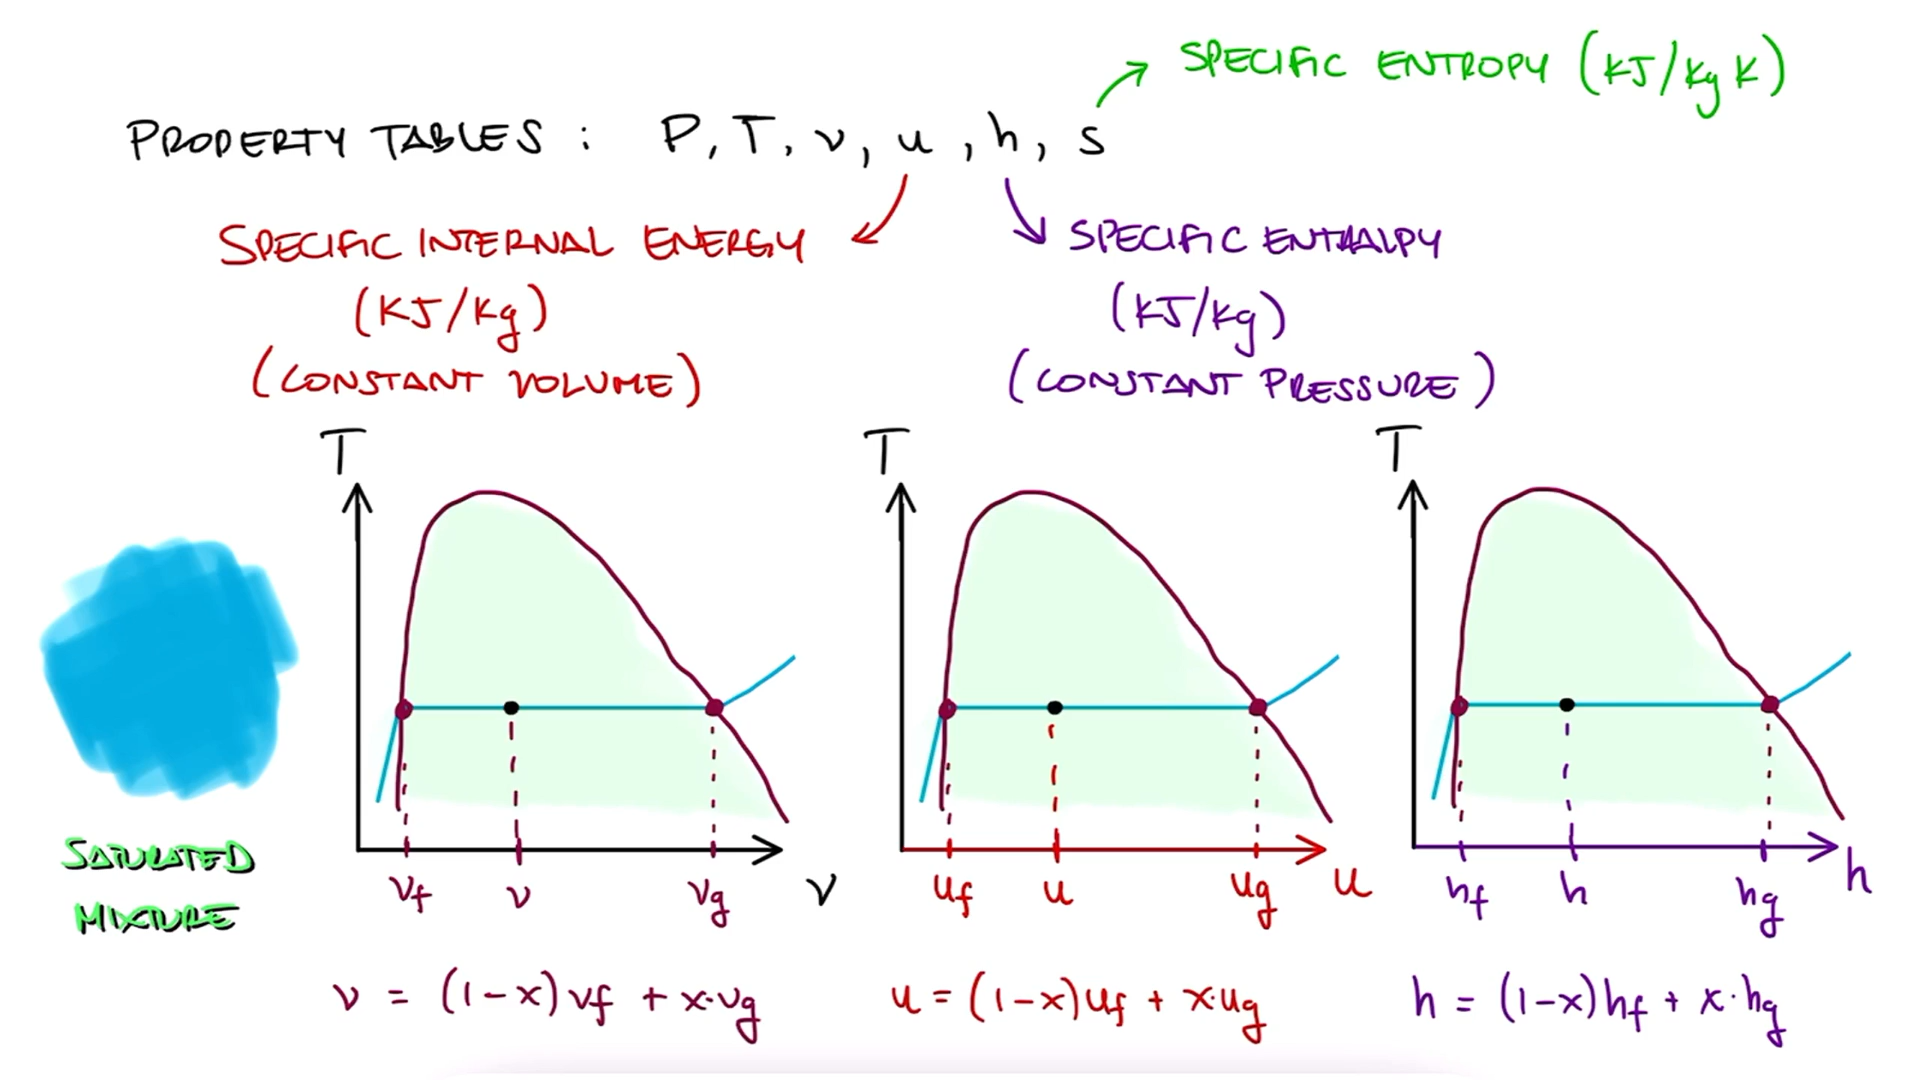 SPECIFIC ENTROPY (kJ/kg K)
PROPERTY TABLES : P, T, v, u, h, s
SPECIFIC INTERNAL ENERGY
(kJ/kg)
(CONSTANT VOLUME)
SPECIFIC ENTHALPY
(kJ/kg)
(CONSTANT PRESSURE)
T
T
T
SATURATED
MIXTURE
vf v vg v
uf u ug u
hf h hg h
v = (1-x)vf + x·vg
u = (1-x)uf + x·ug
h = (1-x)hf + x·hg